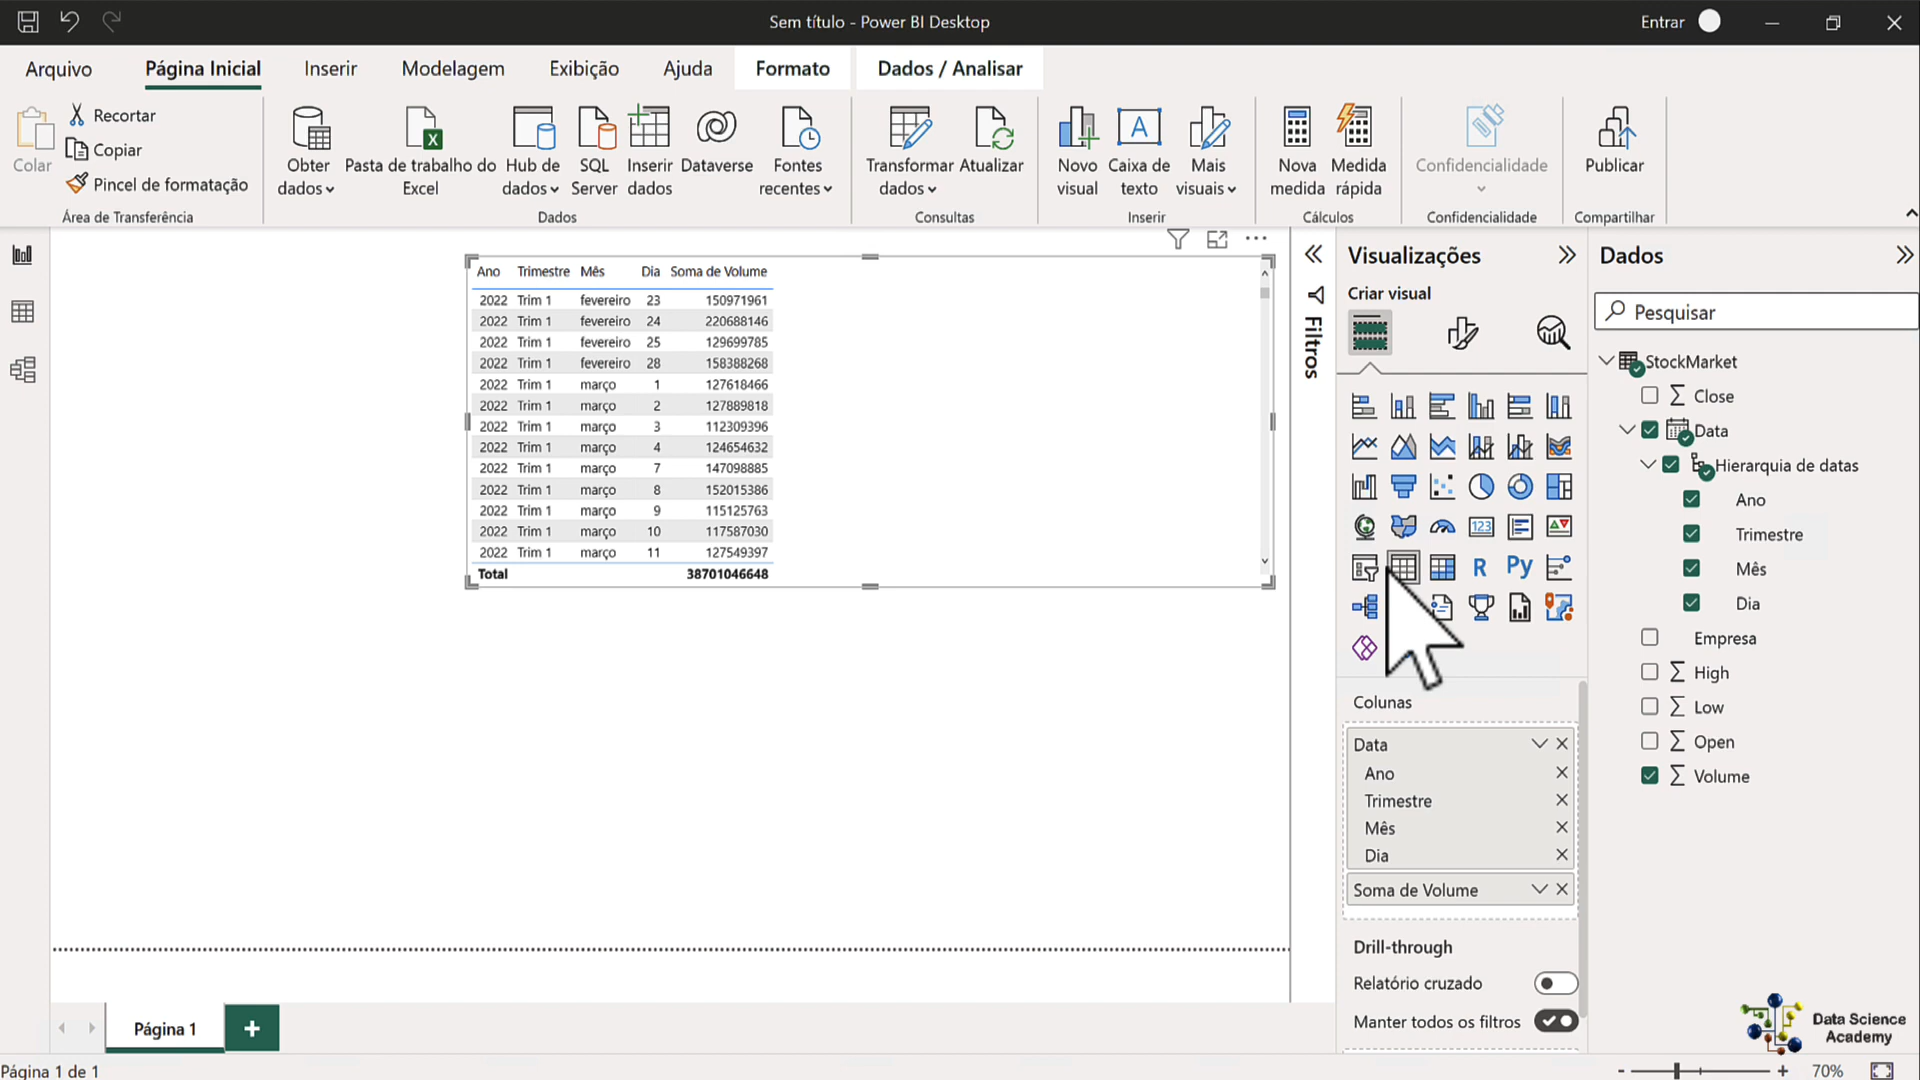 Sem título - Power BI Desktop
Entrar
Arquivo
Página Inicial
Inserir
Modelagem
Exibição
Ajuda
Formato
Dados / Analisar
Colar
Recortar
Copiar
Pincel de formatação
Área de Transferência
Obter
dados
Pasta de trabalho do
Excel
Hub de
dados
SQL
Server
Inserir
dados
Dataverse
Fontes
recentes
Dados
Transformar
dados
Atualizar
Consultas
Novo
visual
Caixa de
texto
Mais
visuais
Inserir
Nova
medida
Medida
rápida
Cálculos
Confidencialidade
Confidencialidade
Publicar
Compartilhar
Ano Trimestre Mês Dia Soma de Volume
2022 Trim 1 fevereiro 23 150971961
2022 Trim 1 fevereiro 24 220688146
2022 Trim 1 fevereiro 25 129699785
2022 Trim 1 fevereiro 28 158388268
2022 Trim 1 março 1 127618466
2022 Trim 1 março 2 127889818
2022 Trim 1 março 3 112309396
2022 Trim 1 março 4 124654632
2022 Trim 1 março 7 147098885
2022 Trim 1 março 8 152015386
2022 Trim 1 março 9 115125763
2022 Trim 1 março 10 117587030
2022 Trim 1 março 11 127549397
Total 38701046648
Filtros
Visualizações
Criar visual
123
R
Py
Colunas
Data
Ano
Trimestre
Mês
Dia
Soma de Volume
Drill-through
Relatório cruzado
Manter todos os filtros
Dados
Pesquisar
StockMarket
Close
Data
Hierarquia de datas
Ano
Trimestre
Mês
Dia
Empresa
High
Low
Open
Volume
Data Science
Academy
Página 1
Página 1 de 1
- + 70%